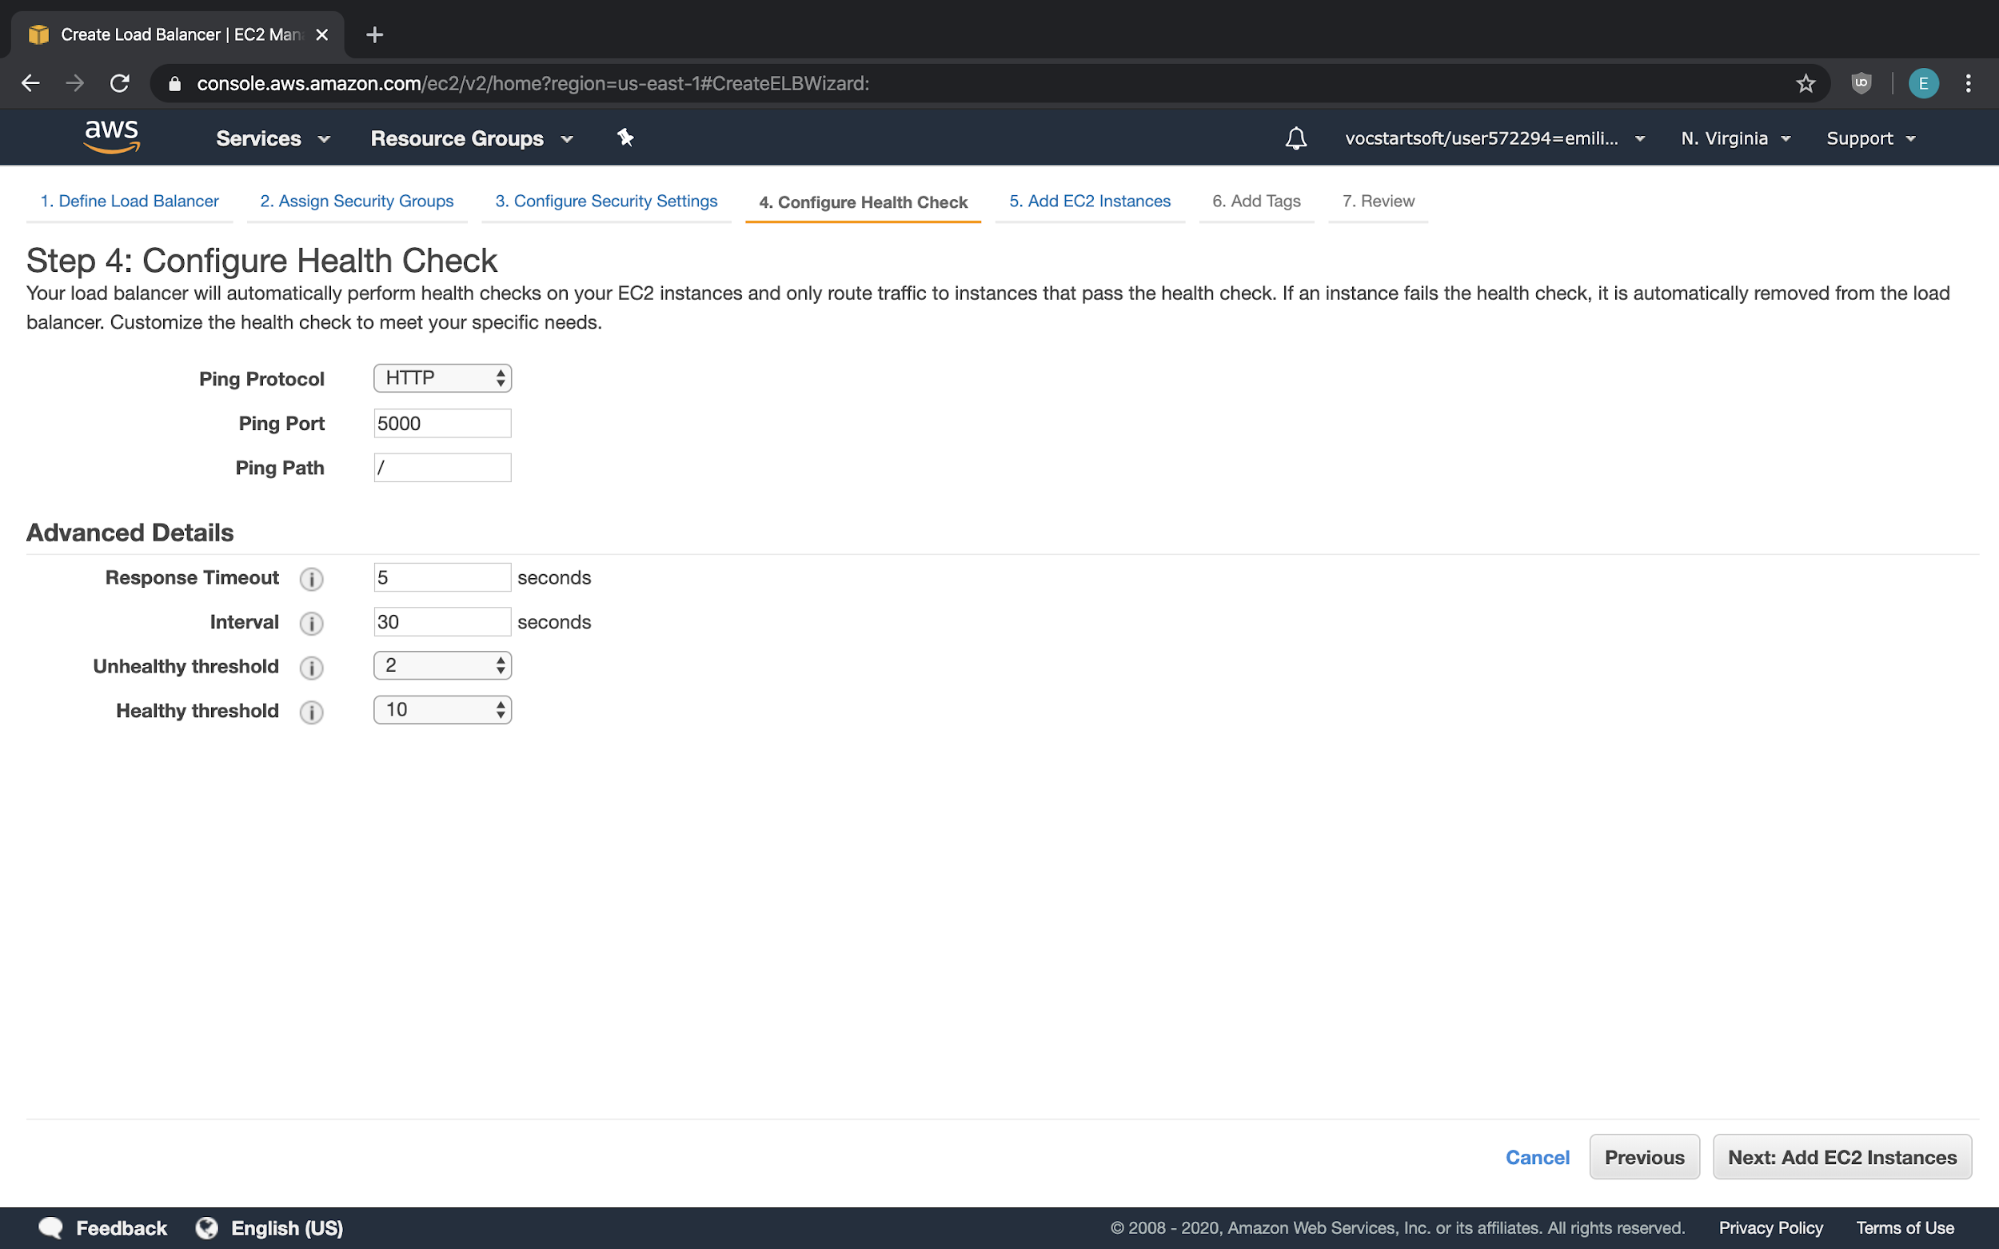 Create Load Balancer | EC2 Man
console.aws.amazon.com/ec2/v2/home?region=us-east-1#CreateELBWizard:
E
aws Services Resource Groups vocstartsoft/user572294=emili... N. Virginia Support
1. Define Load Balancer 2. Assign Security Groups 3. Configure Security Settings 4. Configure Health Check 5. Add EC2 Instances 6. Add Tags 7. Review
Step 4: Configure Health Check
Your load balancer will automatically perform health checks on your EC2 instances and only route traffic to instances that pass the health check. If an instance fails the health check, it is automatically removed from the load
balancer. Customize the health check to meet your specific needs.
Ping Protocol HTTP
Ping Port 5000
Ping Path /
Advanced Details
Response Timeout i 5 seconds
Interval i 30 seconds
Unhealthy threshold i 2
Healthy threshold i 10
Cancel Previous Next: Add EC2 Instances
Feedback English (US) © 2008 - 2020, Amazon Web Services, Inc. or its affiliates. All rights reserved. Privacy Policy Terms of Use